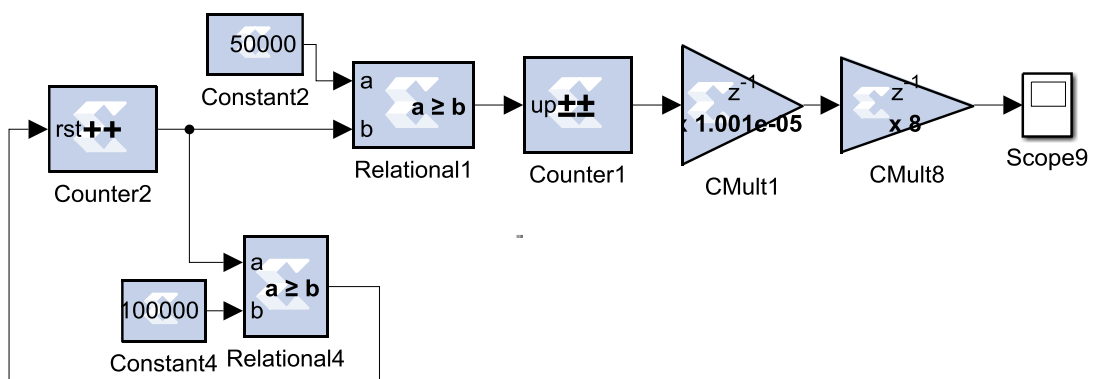 50000
Constant2
rst++
Counter2
a
b
a ≥ b
Relational1
up±±
Counter1
z-1
x 1.001e-05
CMult1
z-1
x 8
CMult8
Scope9
100000
Constant4
a
b
a ≥ b
Relational4